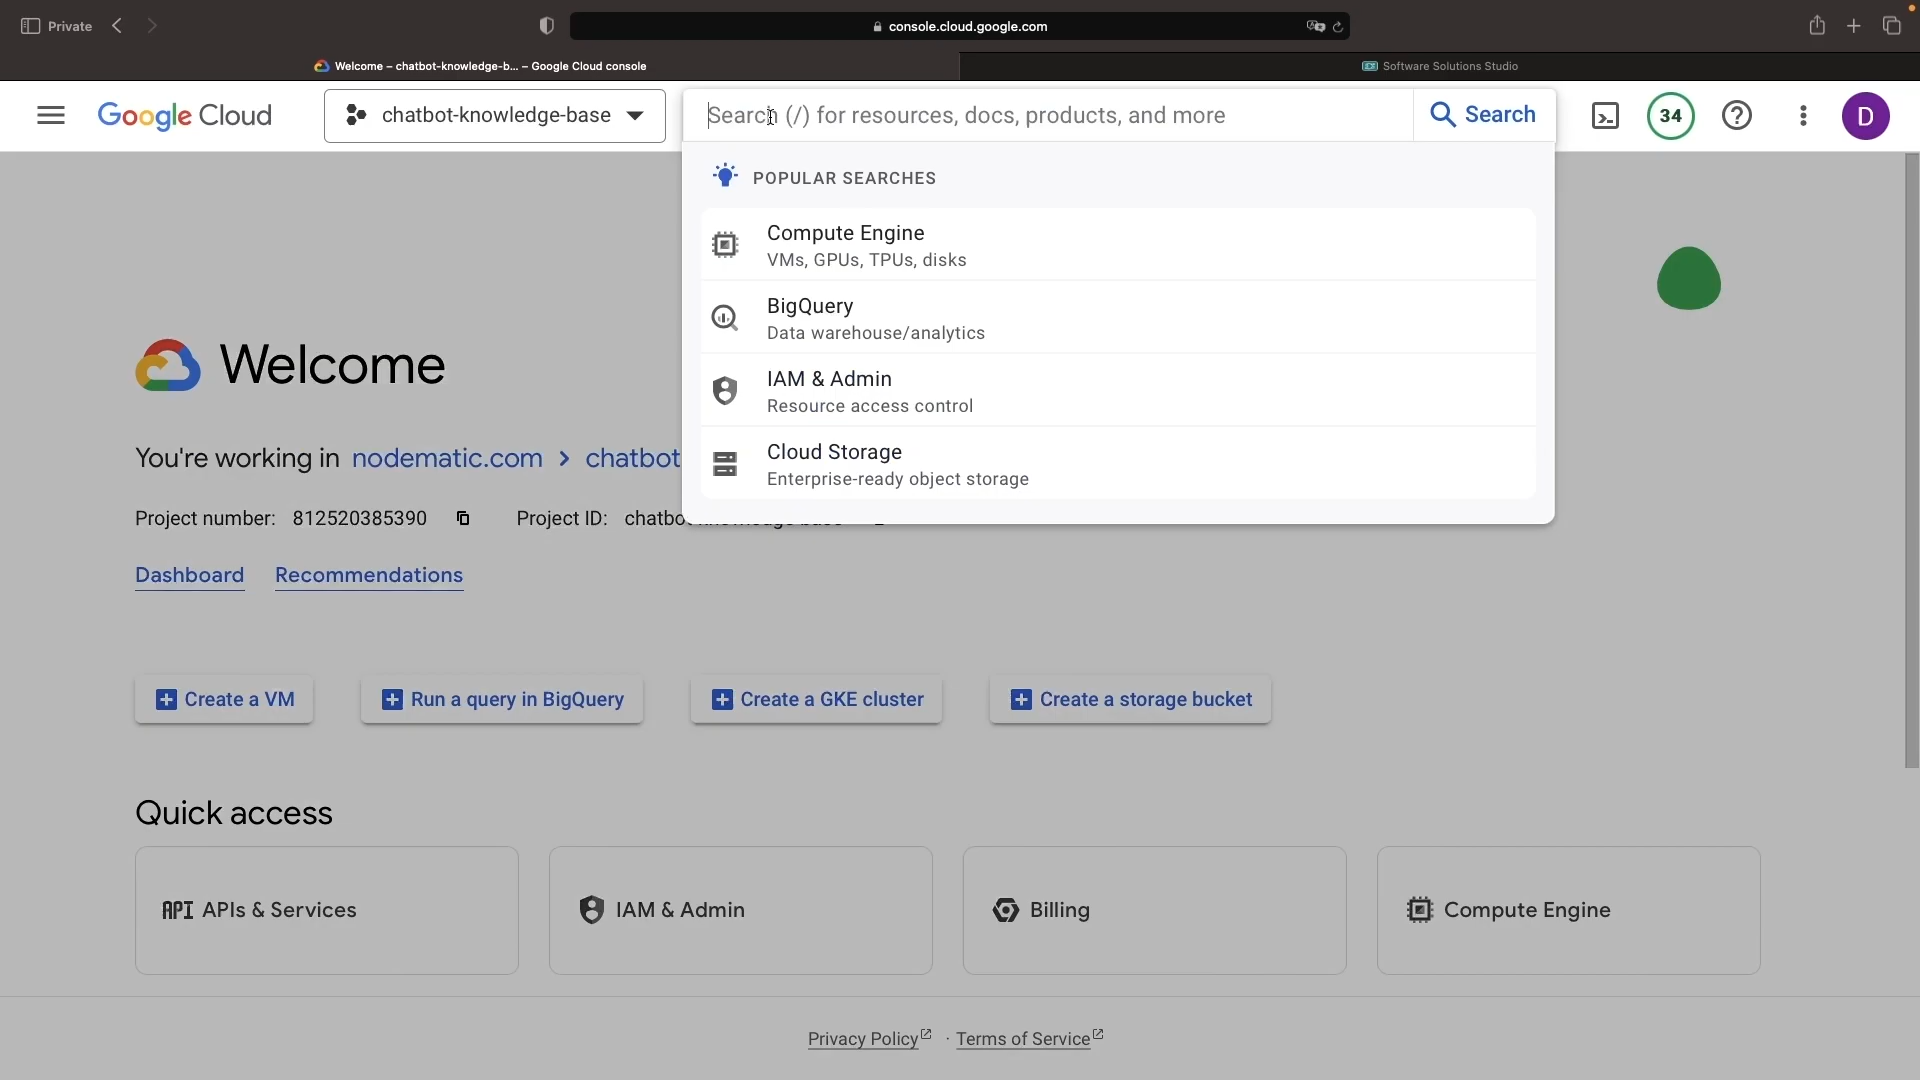 Private
console.cloud.google.com
Welcome – chatbot-knowledge-b... – Google Cloud console
Software Solutions Studio
Google Cloud
chatbot-knowledge-base
Search (/) for resources, docs, products, and more
Search
34
D
POPULAR SEARCHES
Compute Engine
VMs, GPUs, TPUs, disks
BigQuery
Data warehouse/analytics
IAM & Admin
Resource access control
Cloud Storage
Enterprise-ready object storage
Welcome
You're working in nodematic.com > chatbot
Project number: 812520385390 Project ID: chatbot-knowledge-base
Dashboard Recommendations
Create a VM
Run a query in BigQuery
Create a GKE cluster
Create a storage bucket
Quick access
API APIs & Services
IAM & Admin
Billing
Compute Engine
Privacy Policy · Terms of Service